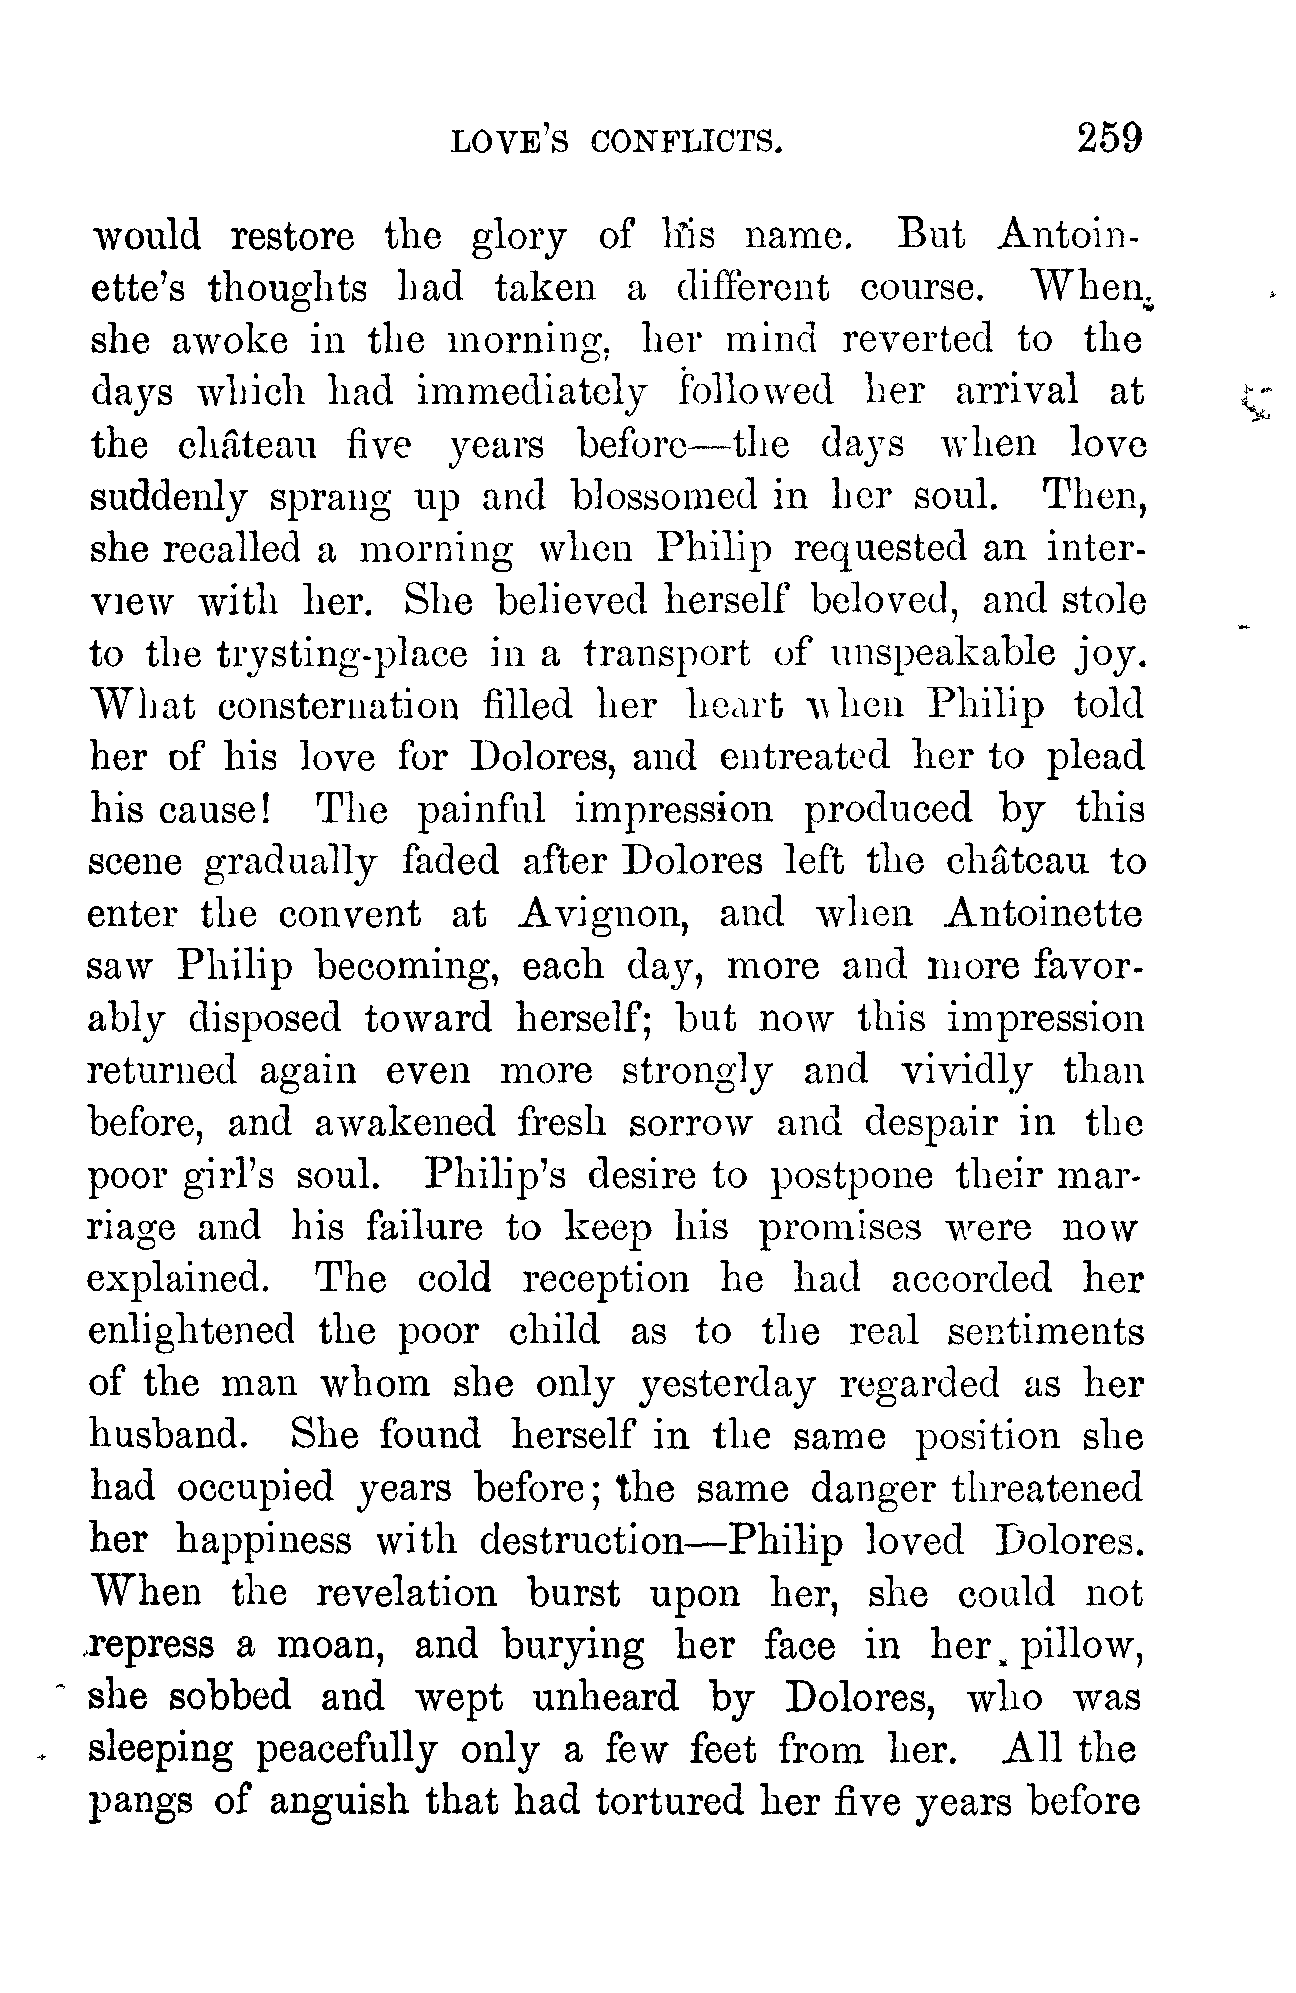 LOVE'S CONFLICTS. 259
would restore the glory of his name. But Antoin-
ette's thoughts had taken a different course. When
she awoke in the morning, her mind reverted to the
days which had immediately followed her arrival at
the château five years before—the days when love
suddenly sprang up and blossomed in her soul. Then,
she recalled a morning when Philip requested an inter-
view with her. She believed herself beloved, and stole
to the trysting-place in a transport of unspeakable joy.
What consternation filled her heart when Philip told
her of his love for Dolores, and entreated her to plead
his cause! The painful impression produced by this
scene gradually faded after Dolores left the château to
enter the convent at Avignon, and when Antoinette
saw Philip becoming, each day, more and more favor-
ably disposed toward herself; but now this impression
returned again even more strongly and vividly than
before, and awakened fresh sorrow and despair in the
poor girl's soul. Philip's desire to postpone their mar-
riage and his failure to keep his promises were now
explained. The cold reception he had accorded her
enlightened the poor child as to the real sentiments
of the man whom she only yesterday regarded as her
husband. She found herself in the same position she
had occupied years before; the same danger threatened
her happiness with destruction—Philip loved Dolores.
When the revelation burst upon her, she could not
repress a moan, and burying her face in her pillow,
she sobbed and wept unheard by Dolores, who was
sleeping peacefully only a few feet from her. All the
pangs of anguish that had tortured her five years before